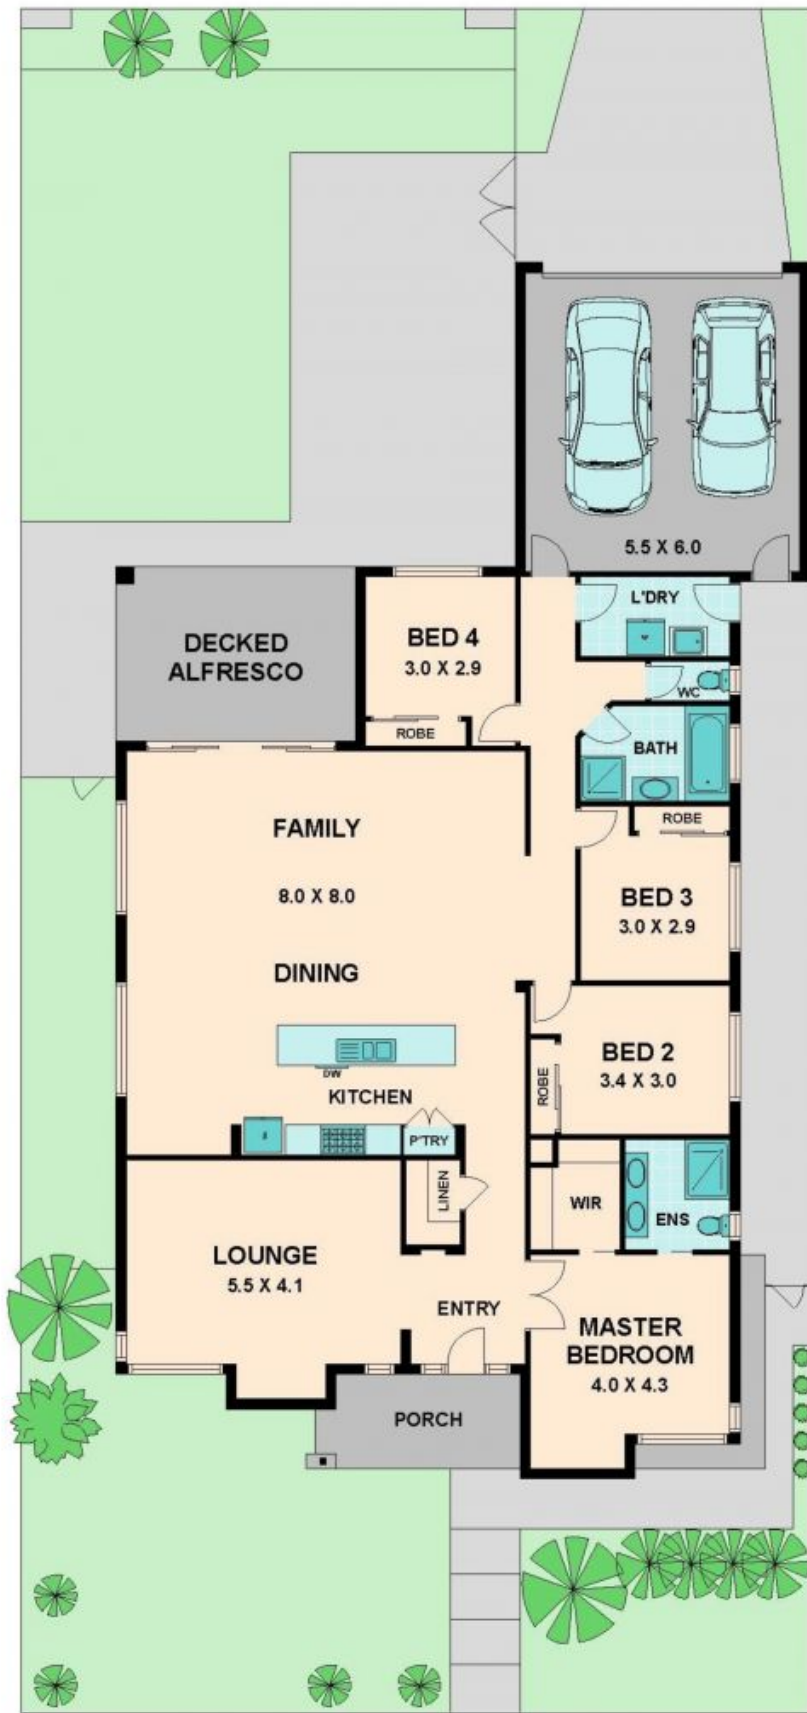 5.5 X 6.0
L'DRY
DECKED
ALFRESCO
BED 4
3.0 X 2.9
ROBE
WC
BATH
FAMILY
8.0 X 8.0
DINING
ROBE
BED 3
3.0 X 2.9
BED 2
3.4 X 3.0
ROBE
DW
KITCHEN
P'TRY
LINEN
WIR
ENS
LOUNGE
5.5 X 4.1
ENTRY
MASTER
BEDROOM
4.0 X 4.3
PORCH